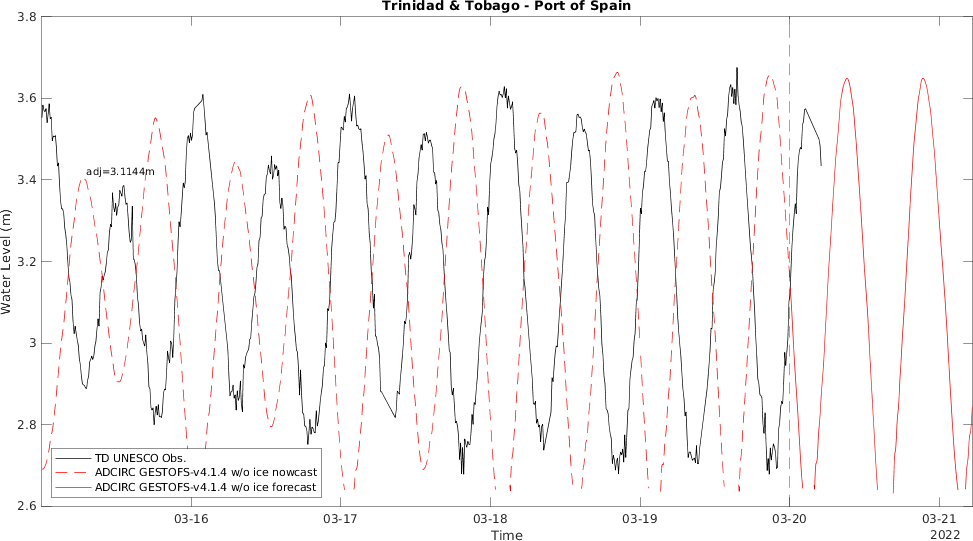 Trinidad & Tobago - Port of Spain
3.8
3.6
3.4
3.2
3
2.8
2.6
Water Level (m)
adj=3.1144m
TD UNESCO Obs.
ADCIRC GESTOFS-v4.1.4 w/o ice nowcast
ADCIRC GESTOFS-v4.1.4 w/o ice forecast
03-16 03-17 03-18 03-19 03-20 03-21
Time
2022